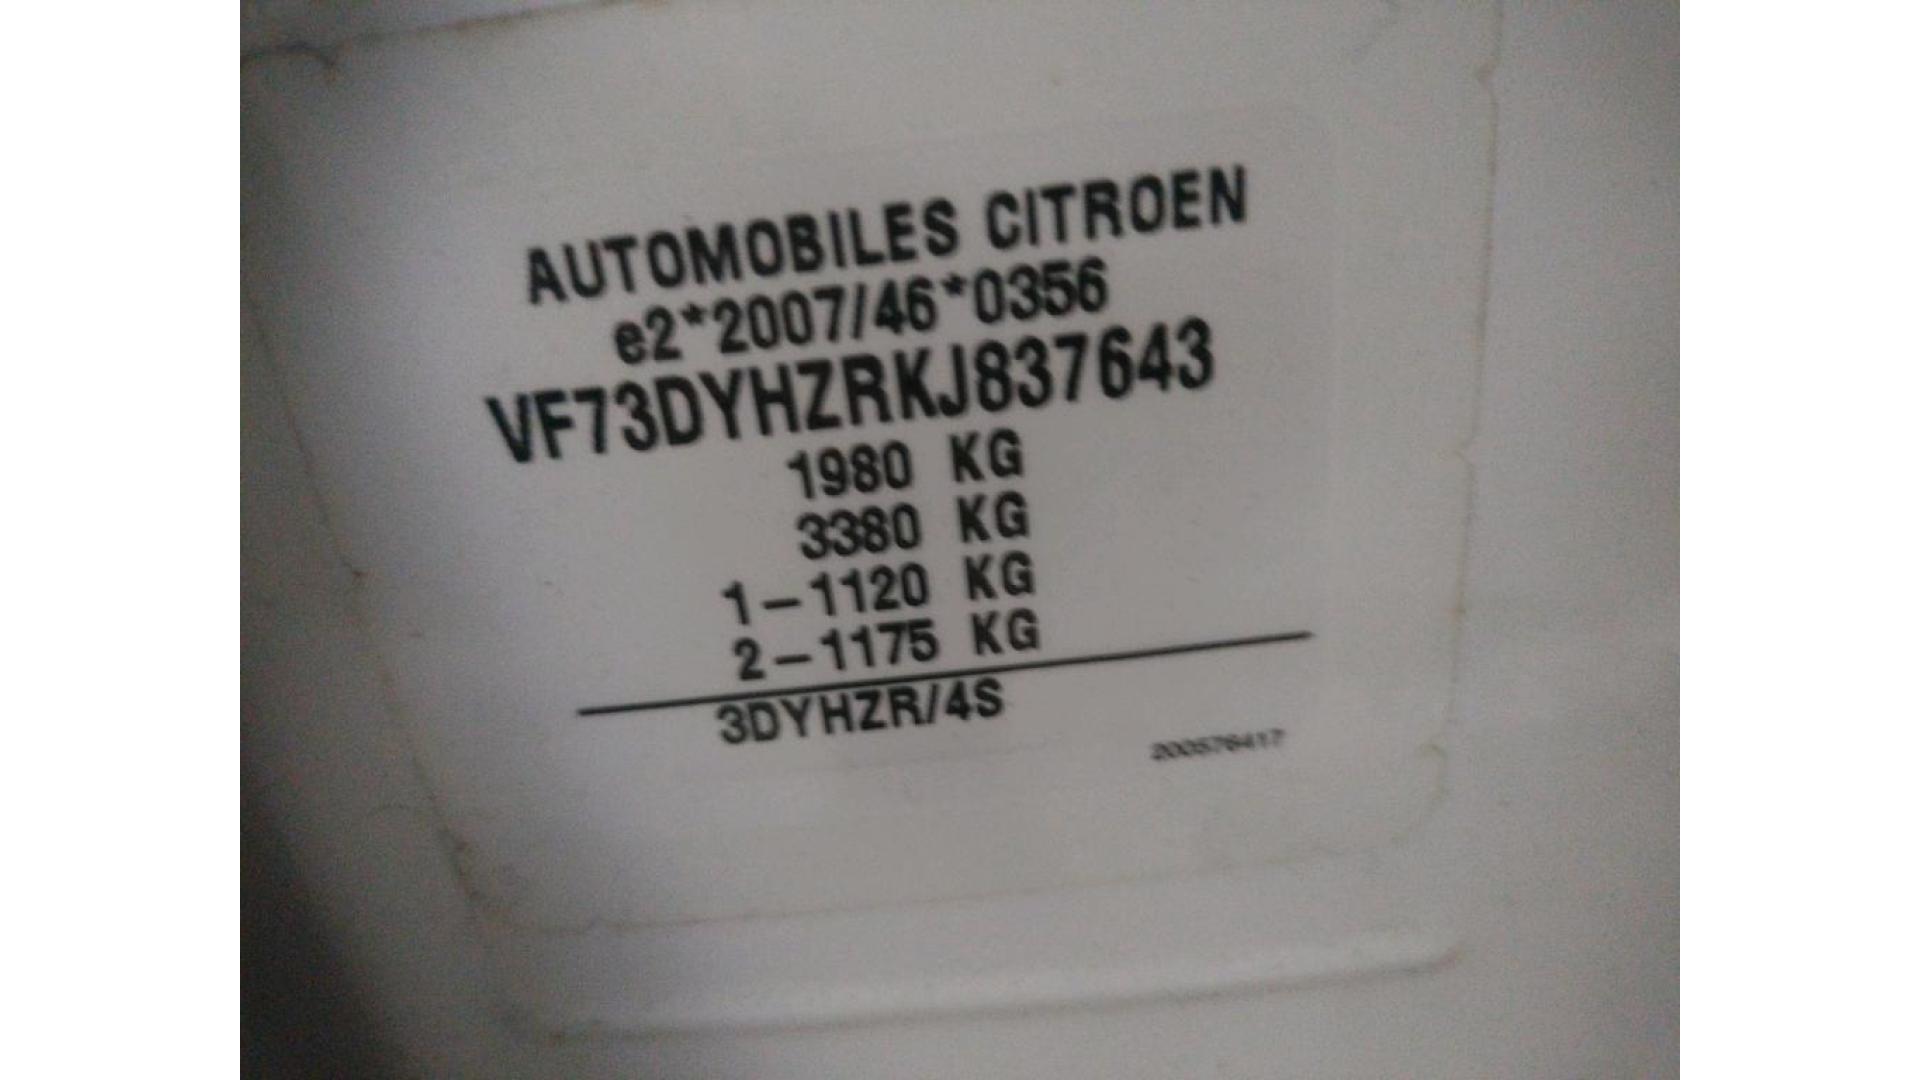 AUTOMOBILES CITROEN
e2*2007/46*0356
VF73DYHZRKJ837643
1980 KG
3380 KG
1-1120 KG
2-1175 KG
3DYHZR/4S
200576417